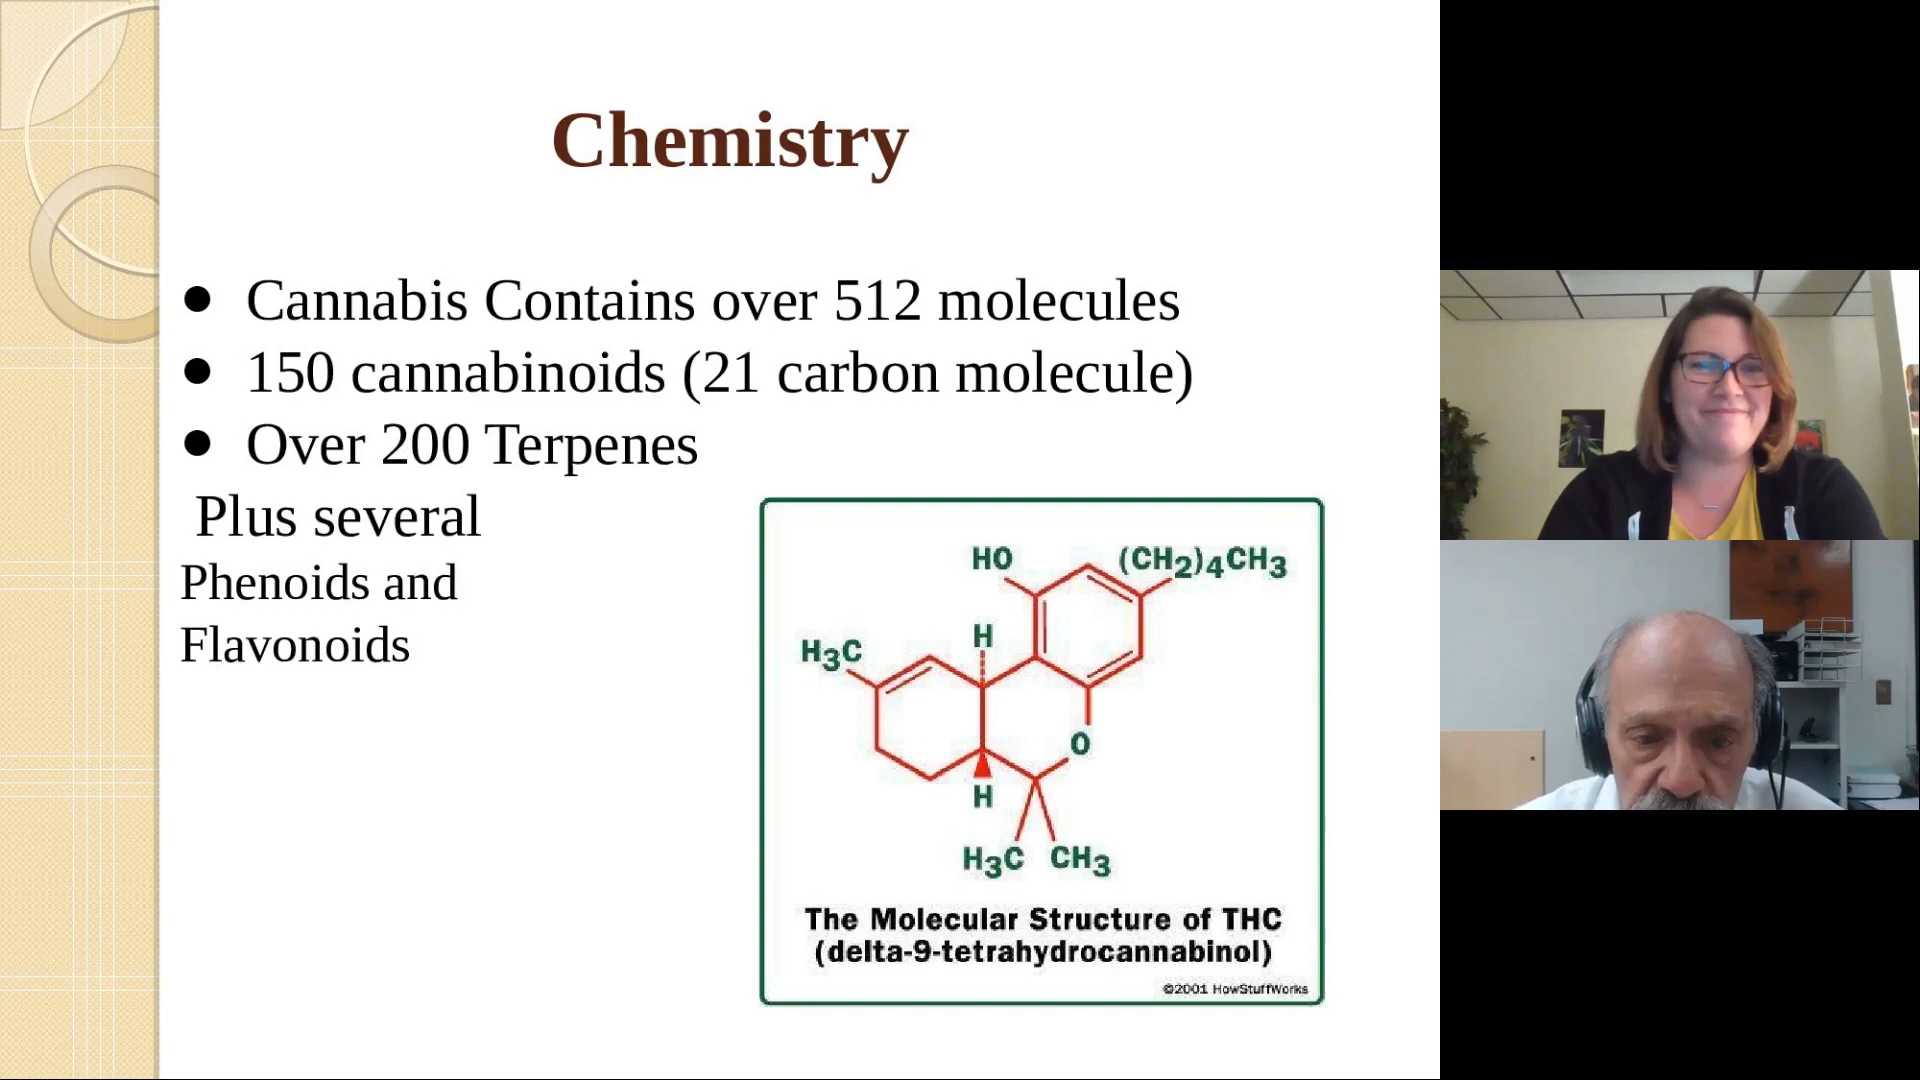 Chemistry
● Cannabis Contains over 512 molecules
● 150 cannabinoids (21 carbon molecule)
● Over 200 Terpenes
Plus several
Phenoids and
Flavonoids
HO (CH2)4CH3
H
H3C
O
H
H3C CH3
The Molecular Structure of THC
(delta-9-tetrahydrocannabinol)
©2001 HowStuffWorks